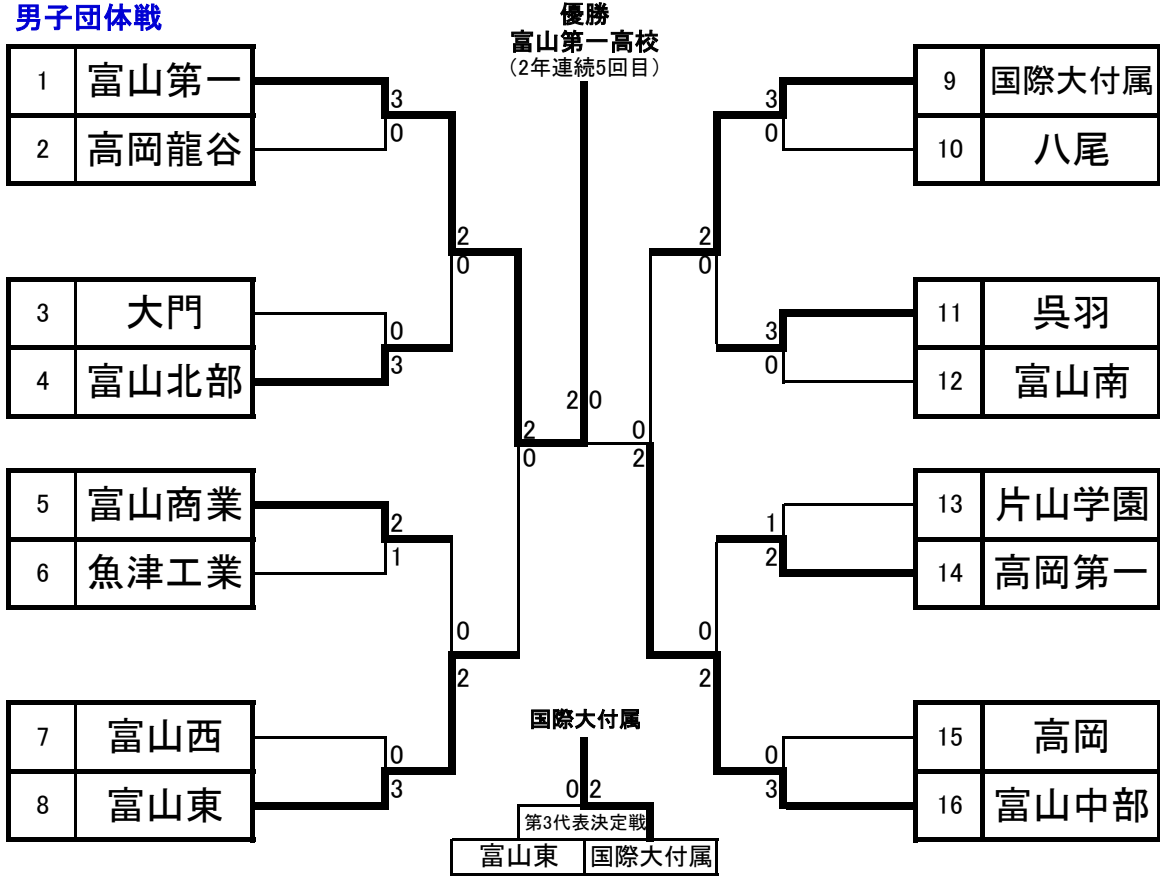 男子団体戦
優勝
富山第一高校
(2年連続5回目)
1 富山第一
3
0
2 高岡龍谷
2
0
3 大門
0
3
4 富山北部
2
0
5 富山商業
2
1
6 魚津工業
0
2
7 富山西
0
3
8 富山東
2 0
9 国際大付属
3
0
10 八尾
2
0
11 呉羽
3
0
12 富山南
0
2
13 片山学園
1
2
14 高岡第一
0
2
15 高岡
0
3
16 富山中部
国際大付属
0 2
第3代表決定戦
富山東 国際大付属